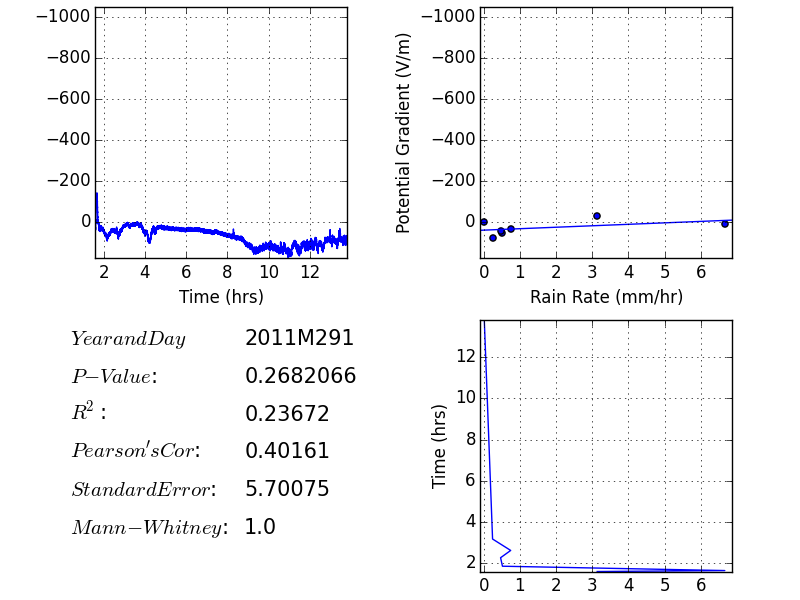 −1000
−800
−600
−400
−200
0
2 4 6 8 10 12
Time (hrs)
Potential Gradient (V/m)
−1000
−800
−600
−400
−200
0
0 1 2 3 4 5 6
Rain Rate (mm/hr)
YearandDay 2011M291
P−Value: 0.2682066
R²: 0.23672
Pearson'sCor: 0.40161
StandardError: 5.70075
Mann−Whitney: 1.0
Time (hrs)
12
10
8
6
4
2
0 1 2 3 4 5 6